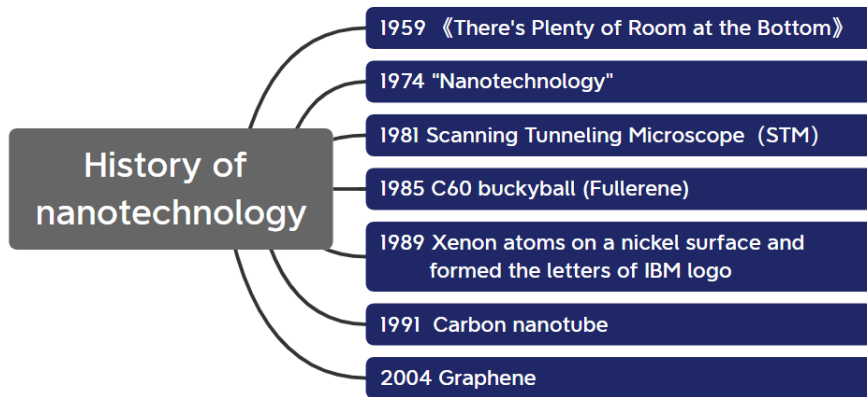 History of
nanotechnology
1959 《There's Plenty of Room at the Bottom》
1974 "Nanotechnology"
1981 Scanning Tunneling Microscope（STM）
1985 C60 buckyball (Fullerene)
1989 Xenon atoms on a nickel surface and
formed the letters of IBM logo
1991 Carbon nanotube
2004 Graphene